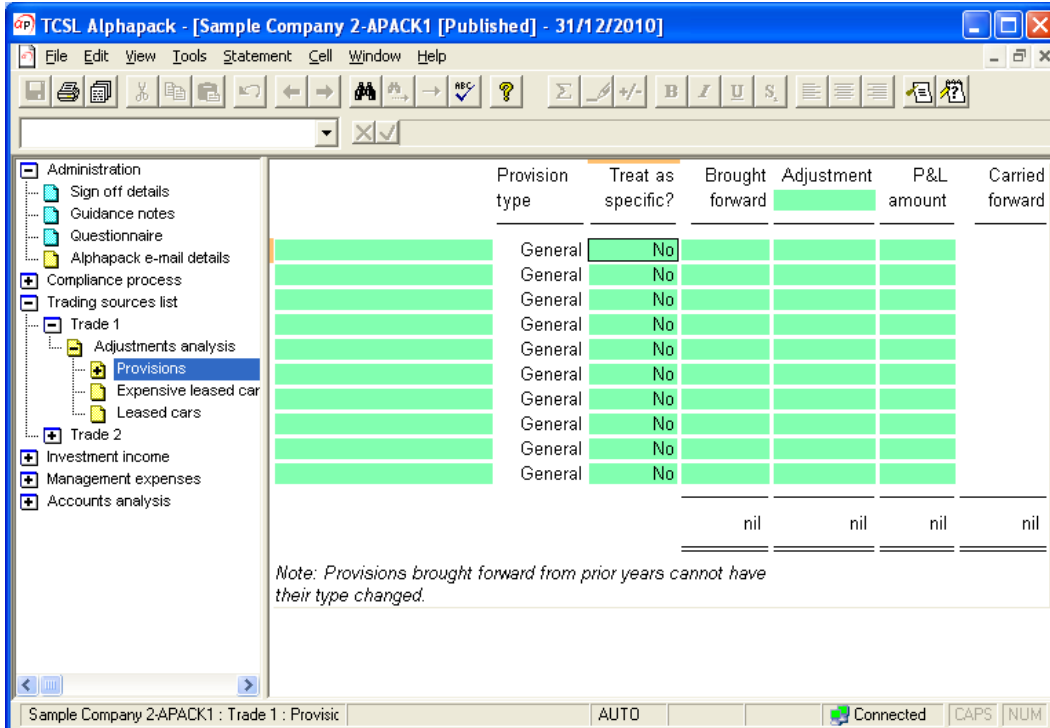 TCSL Alphapack - [Sample Company 2-APACK1 [Published] - 31/12/2010]
File Edit View Tools Statement Cell Window Help
Administration
Sign off details
Guidance notes
Questionnaire
Alphapack e-mail details
Compliance process
Trading sources list
Trade 1
Adjustments analysis
Provisions
Expensive leased car
Leased cars
Trade 2
Investment income
Management expenses
Accounts analysis
Provision Treat as Brought Adjustment P&L Carried
type specific? forward amount forward
General No
General No
General No
General No
General No
General No
General No
General No
General No
General No
nil nil nil nil
Note: Provisions brought forward from prior years cannot have
their type changed.
Sample Company 2-APACK1 : Trade 1 : Provisic AUTO Connected CAPS NUM